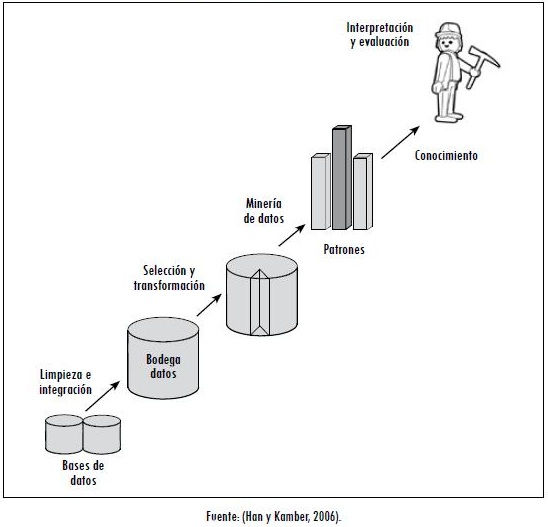 Interpretación
y evaluación
Conocimiento
Minería
de datos
Patrones
Selección y
transformación
Bodega
datos
Limpieza e
integración
Bases de
datos
Fuente: (Han y Kamber, 2006).